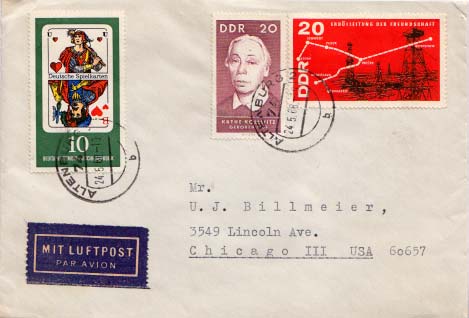 Deutsche Spielkarten
10
DDR 20
KÄTHE KOLLWITZ
20 ERDÖLLEITUNG DER FREUNDSCHAFT
DDR
ALTENBURG
24.5.68
b
Mr.
U. J. Billmeier,
3549 Lincoln Ave.
Chicago III USA 60657
MIT LUFTPOST
PAR AVION